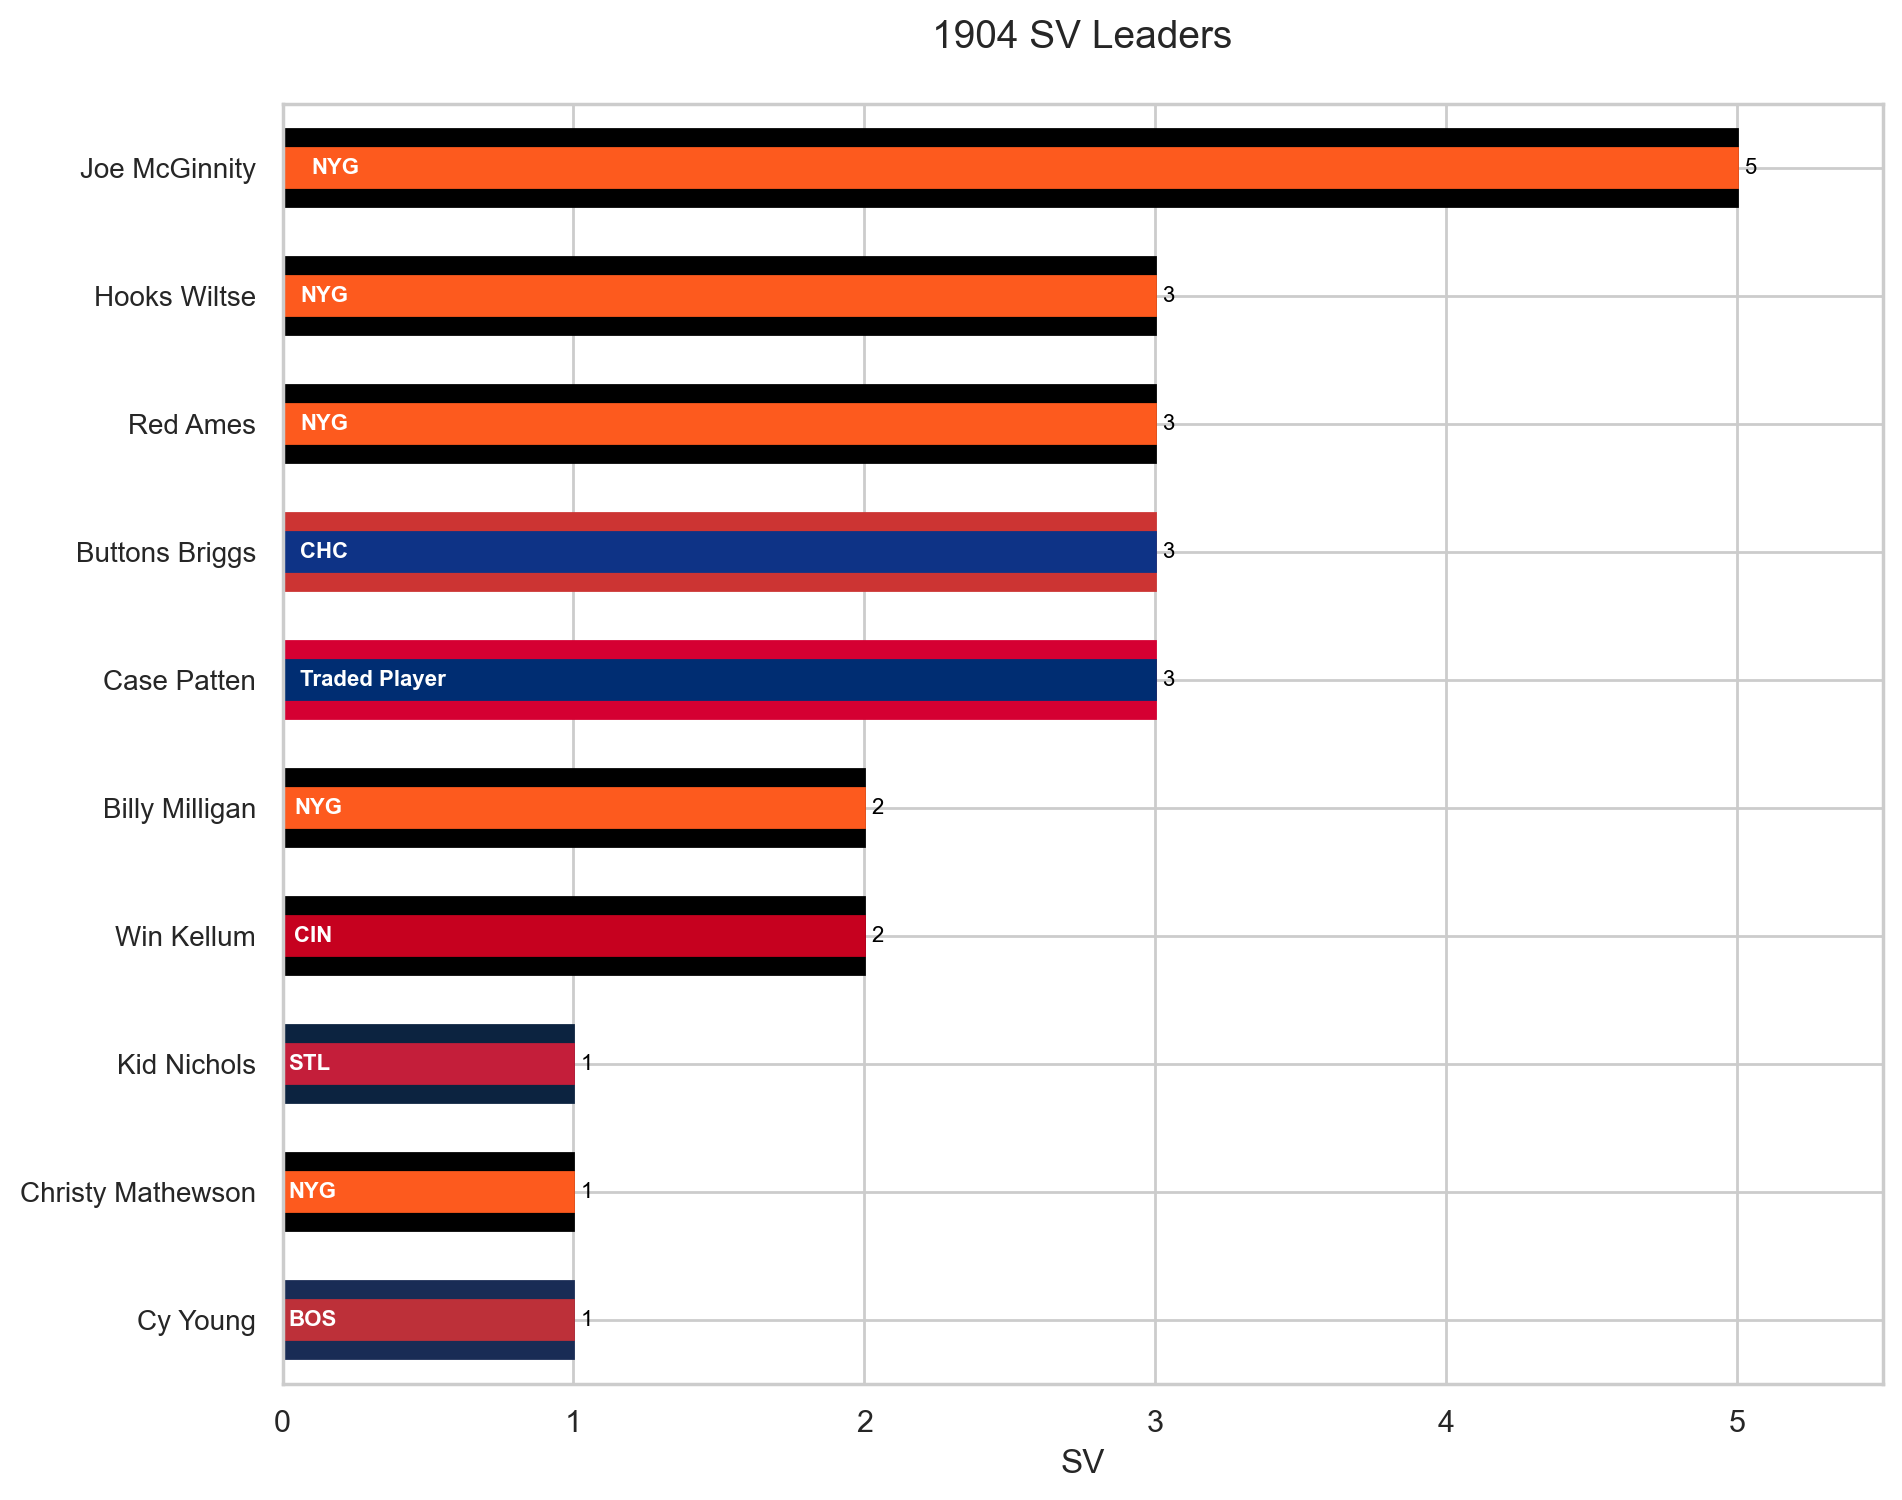 1904 SV Leaders
Joe McGinnity NYG 5
Hooks Wiltse NYG 3
Red Ames NYG 3
Buttons Briggs CHC 3
Case Patten Traded Player 3
Billy Milligan NYG 2
Win Kellum CIN 2
Kid Nichols STL 1
Christy Mathewson NYG 1
Cy Young BOS 1
0 1 2 3 4 5
SV